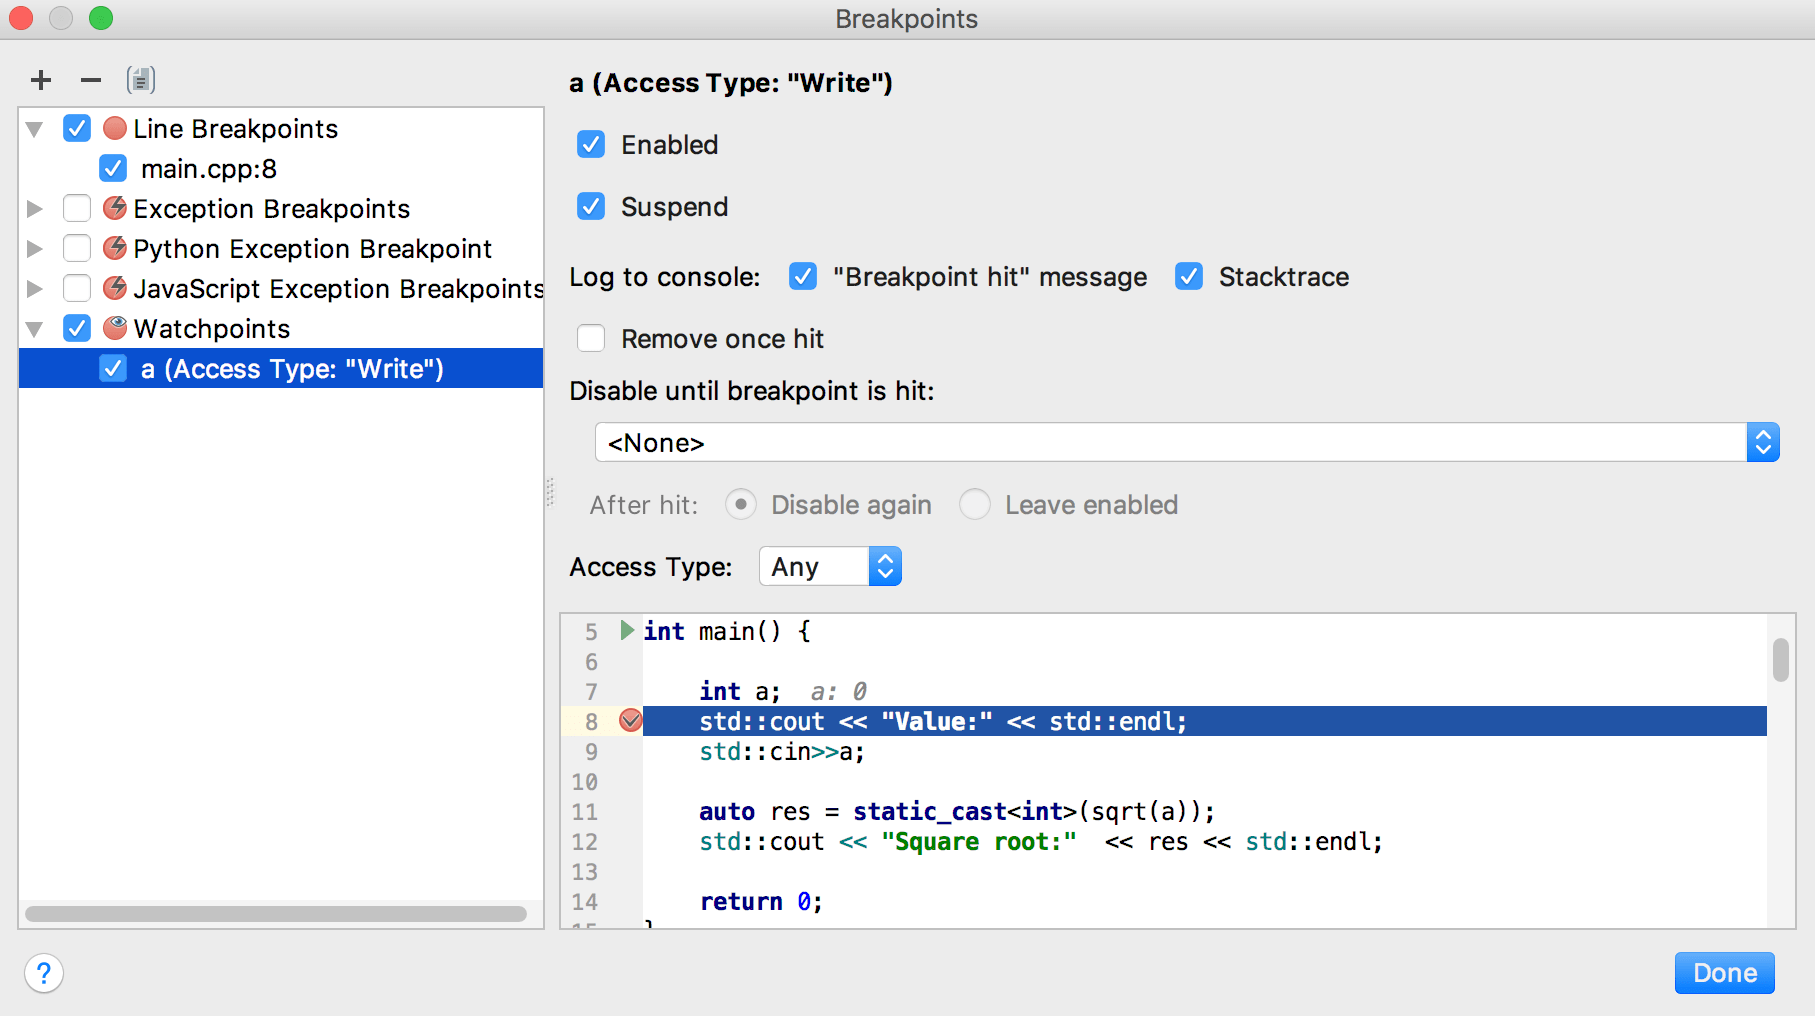 Breakpoints
Line Breakpoints
main.cpp:8
Exception Breakpoints
Python Exception Breakpoint
JavaScript Exception Breakpoints
Watchpoints
a (Access Type: "Write")
a (Access Type: "Write")
Enabled
Suspend
Log to console: "Breakpoint hit" message Stacktrace
Remove once hit
Disable until breakpoint is hit:
<None>
After hit: Disable again Leave enabled
Access Type: Any
5 int main() {
6
7 int a; a: 0
8 std::cout << "Value:" << std::endl;
9 std::cin>>a;
10
11 auto res = static_cast<int>(sqrt(a));
12 std::cout << "Square root:" << res << std::endl;
13
14 return 0;
15 }
?
Done